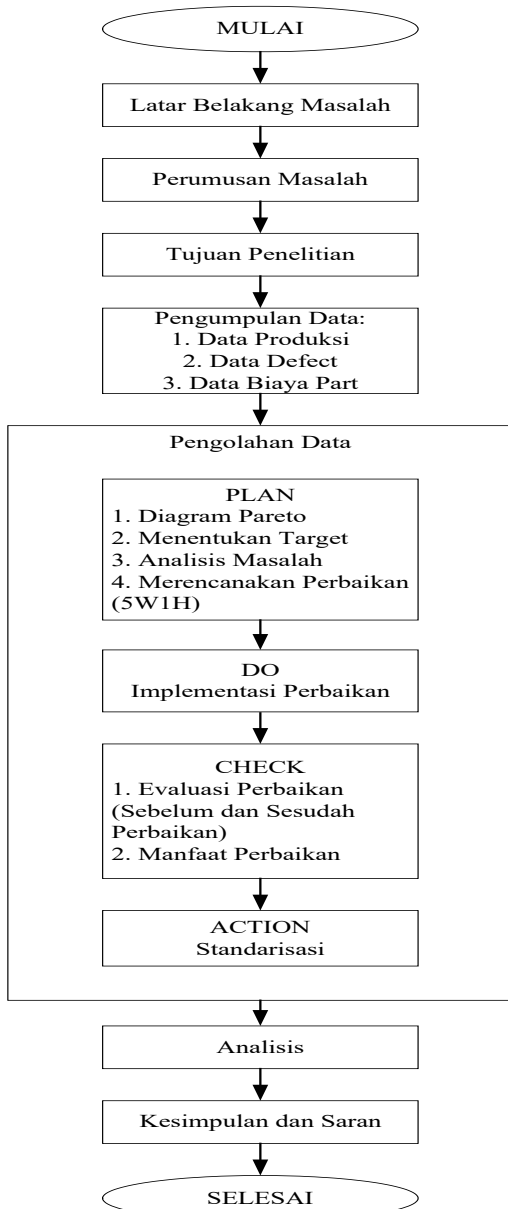 MULAI
Latar Belakang Masalah
Perumusan Masalah
Tujuan Penelitian
Pengumpulan Data:
1. Data Produksi
2. Data Defect
3. Data Biaya Part
Pengolahan Data
PLAN
1. Diagram Pareto
2. Menentukan Target
3. Analisis Masalah
4. Merencanakan Perbaikan
(5W1H)
DO
Implementasi Perbaikan
CHECK
1. Evaluasi Perbaikan
(Sebelum dan Sesudah
Perbaikan)
2. Manfaat Perbaikan
ACTION
Standarisasi
Analisis
Kesimpulan dan Saran
SELESAI